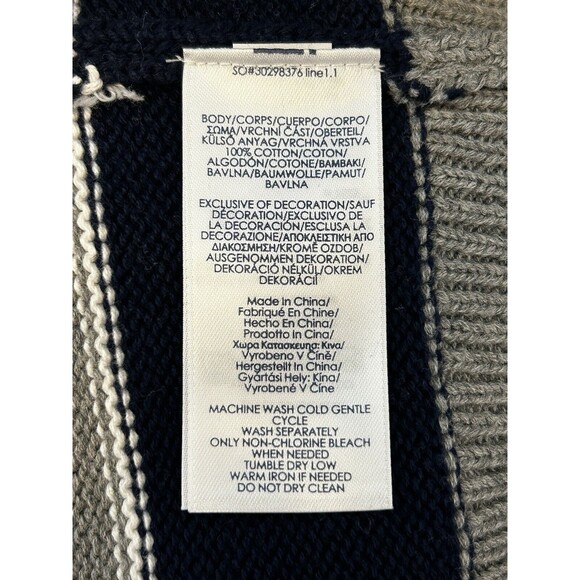 SO#30298376 line1.1
BODY/CORPS/CUERPO/CORPO/
ΣΩΜΑ/VRCHNÍ ČÁST/OBERTEIL/
KÜLSŐ ANYAG/VRCHNÁ VRSTVA
100% COTTON/COTON/
ALGODÓN/COTONE/ΒΑΜΒΑΚΙ/
BAVLNA/BAUMWOLLE/PAMUT/
BAVLNA
EXCLUSIVE OF DECORATION/SAUF
DÉCORATION/EXCLUSIVO DE
LA DECORACIÓN/ESCLUSA LA
DECORAZIONE/ΑΠΟΚΛΕΙΣΤΙΚΗ ΑΠΟ
ΔΙΑΚΟΣΜΗΣΗ/KROMĚ OZDOB/
AUSGENOMMEN DEKORATION/
DEKORÁCIÓ NÉLKÜL/OKREM
DEKORÁCIÍ
Made In China/
Fabriqué En Chine/
Hecho En China/
Prodotto In Cina/
Χωρα Κατασκευησ: Κινα/
Vyrobeno V Číně/
Hergestellt In China/
Gyártási Hely: Kína/
Vyrobené V Číne
MACHINE WASH COLD GENTLE
CYCLE
WASH SEPARATELY
ONLY NON-CHLORINE BLEACH
WHEN NEEDED
TUMBLE DRY LOW
WARM IRON IF NEEDED
DO NOT DRY CLEAN